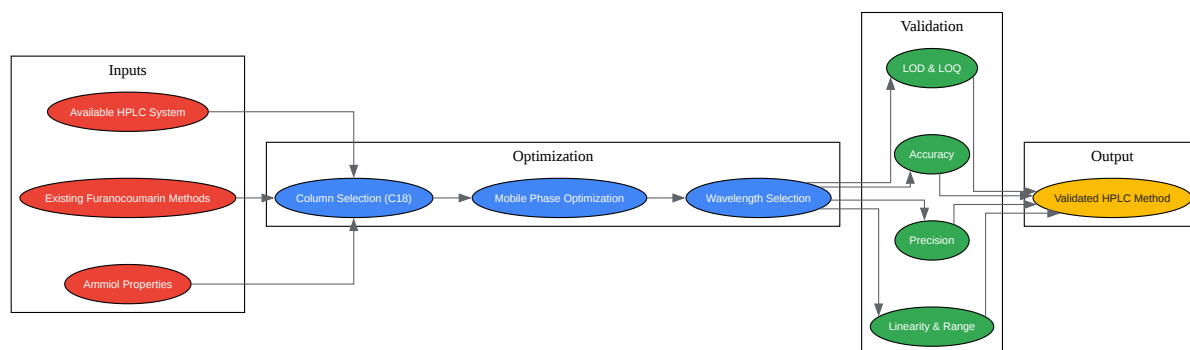 Inputs
Available HPLC System
Existing Furanocoumarin Methods
Ammiol Properties
Optimization
Column Selection (C18)
Mobile Phase Optimization
Wavelength Selection
Validation
LOD & LOQ
Accuracy
Precision
Linearity & Range
Output
Validated HPLC Method